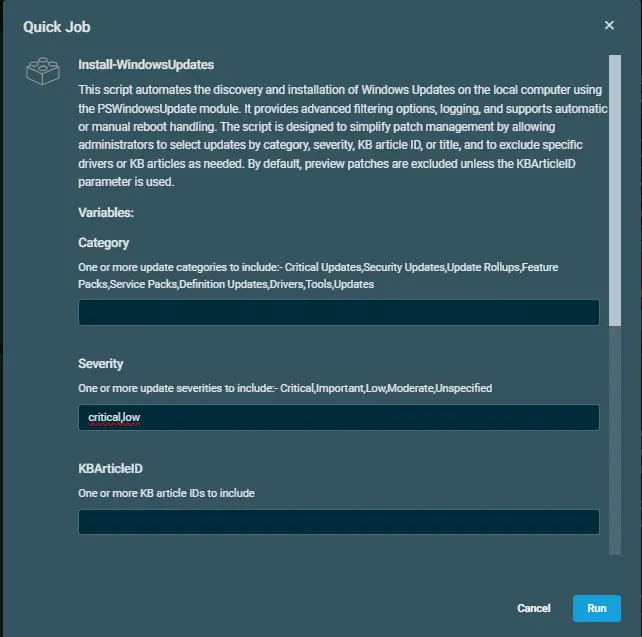 Quick Job
Install-WindowsUpdates
This script automates the discovery and installation of Windows Updates on the local computer using
the PSWindowsUpdate module. It provides advanced filtering options, logging, and supports automatic
or manual reboot handling. The script is designed to simplify patch management by allowing
administrators to select updates by category, severity, KB article ID, or title, and to exclude specific
drivers or KB articles as needed. By default, preview patches are excluded unless the KBArticleID
parameter is used.
Variables:
Category
One or more update categories to include:- Critical Updates,Security Updates,Update Rollups,Feature
Packs,Service Packs,Definition Updates,Drivers,Tools,Updates
Severity
One or more update severities to include:- Critical,Important,Low,Moderate,Unspecified
critical,low
KBArticleID
One or more KB article IDs to include
Cancel
Run